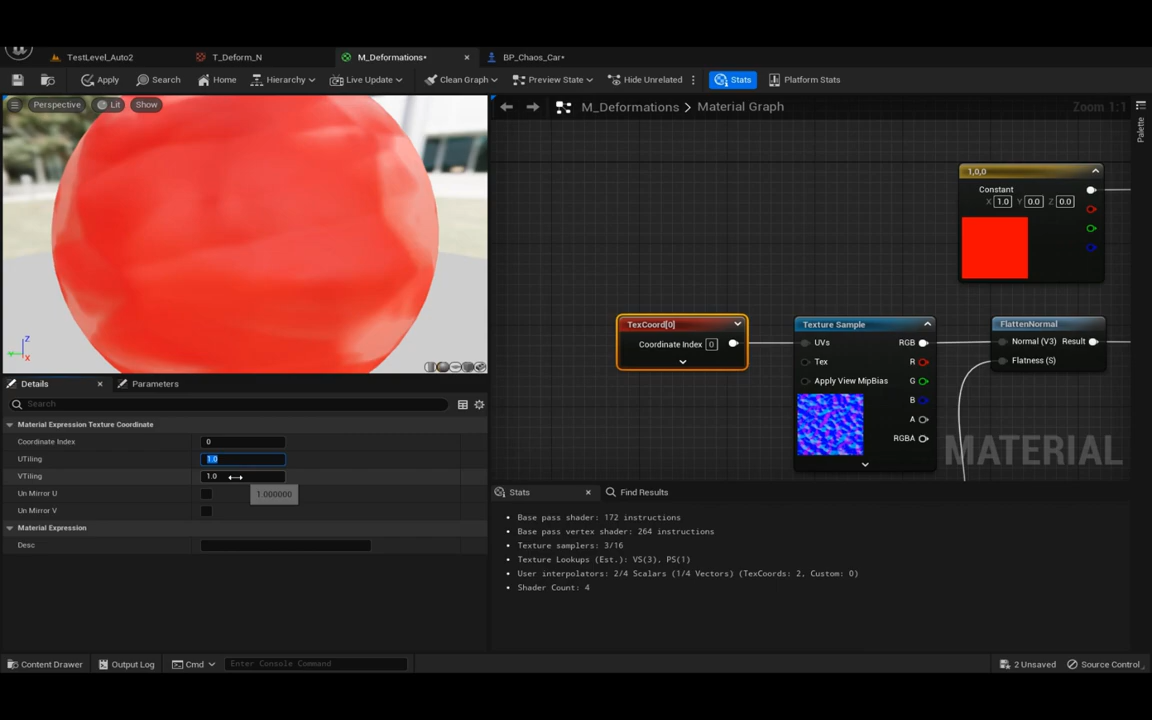 TestLevel_Auto2
T_Deform_N
M_Deformations•
×
BP_Chaos_Car•
Apply
Search
Home
Hierarchy
Live Update
Clean Graph
Preview State
Hide Unrelated
Stats
Platform Stats
Perspective
Lit
Show
M_Deformations > Material Graph
Zoom 1:1
Palette
1,0,0
Constant
X 1.0 Y 0.0 Z 0.0
TexCoord[0]
Coordinate Index 0
Texture Sample
UVs RGB
Tex R
Apply View MipBias G
B
A
RGBA
FlattenNormal
Normal (V3) Result
Flatness (S)
MATERIAL
Z
Y
X
Details × Parameters
Search
Material Expression Texture Coordinate
Coordinate Index 0
UTiling 1.0
VTiling 1.0
Un Mirror U
1.000000
Un Mirror V
Material Expression
Desc
Stats × Find Results
• Base pass shader: 172 instructions
• Base pass vertex shader: 264 instructions
• Texture samplers: 3/16
• Texture Lookups (Est.): VS(3), PS(1)
• User interpolators: 2/4 Scalars (1/4 Vectors) (TexCoords: 2, Custom: 0)
• Shader Count: 4
Content Drawer
Output Log
Cmd
Enter Console Command
2 Unsaved
Source Control